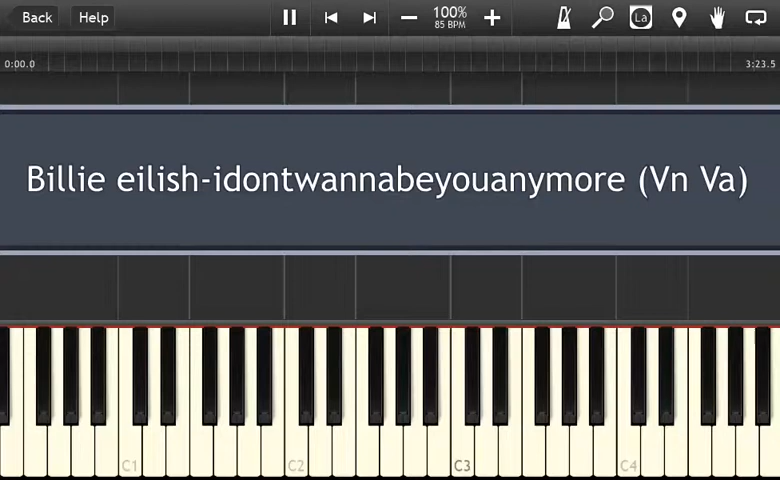 Back Help 100% La
85 BPM
0:00.0 3:23.5
Billie eilish-idontwannabeyouanymore (Vn Va)
C1 C2 C3 C4